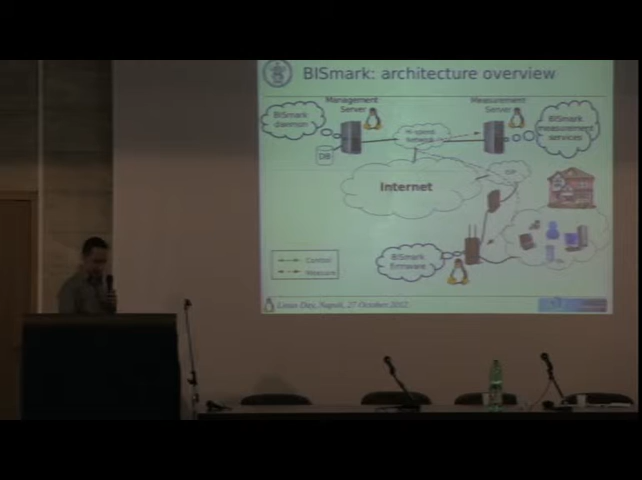 BISmark: architecture overview
Management
Server
Measurement
Server
BISmark
daemon
BISmark
measurement
services
DB
Internet
BISmark
firmware
Control
Measure
Linux Day, Napoli, 27 October 2012